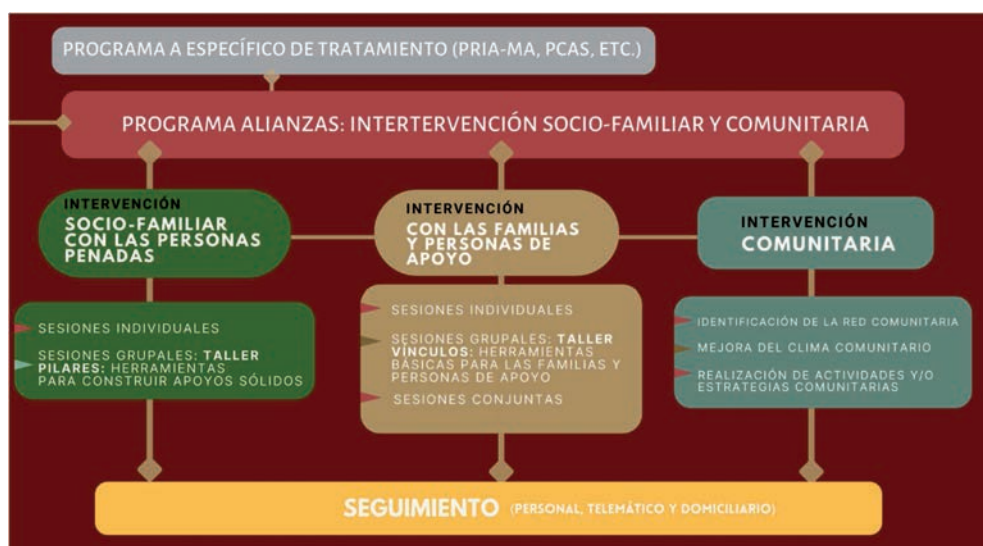 PROGRAMA A ESPECÍFICO DE TRATAMIENTO (PRIA-MA, PCAS, ETC.)
PROGRAMA ALIANZAS: INTERTERVENCIÓN SOCIO-FAMILIAR Y COMUNITARIA
INTERVENCIÓN
SOCIO-FAMILIAR
CON LAS PERSONAS
PENADAS
INTERVENCIÓN
CON LAS FAMILIAS
Y PERSONAS DE
APOYO
INTERVENCIÓN
COMUNITARIA
SESIONES INDIVIDUALES
SESIONES GRUPALES: TALLER
PILARES: HERRAMIENTAS
PARA CONSTRUIR APOYOS SÓLIDOS
SESIONES INDIVIDUALES
SESIONES GRUPALES: TALLER
VÍNCULOS: HERRAMIENTAS
BÁSICAS PARA LAS FAMILIAS Y
PERSONAS DE APOYO
SESIONES CONJUNTAS
IDENTIFICACIÓN DE LA RED COMUNITARIA
MEJORA DEL CLIMA COMUNITARIO
REALIZACIÓN DE ACTIVIDADES Y/O
ESTRATEGIAS COMUNITARIAS
SEGUIMIENTO (PERSONAL, TELEMÁTICO Y DOMICILIARIO)